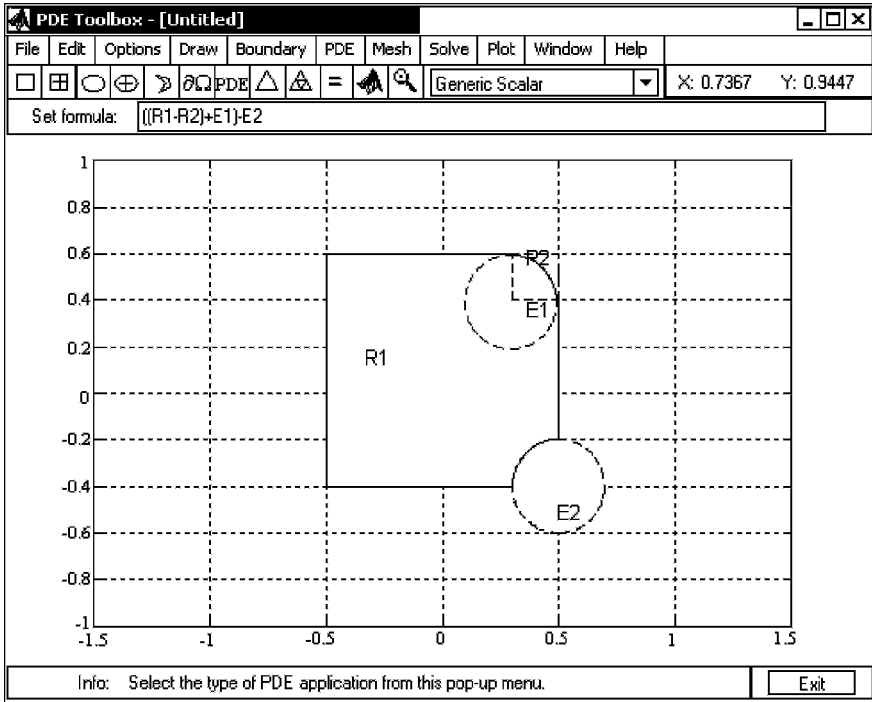 PDE Toolbox - [Untitled]
File Edit Options Draw Boundary PDE Mesh Solve Plot Window Help
∂Ω PDE = Generic Scalar X: 0.7367 Y: 0.9447
Set formula: ((R1-R2)+E1)-E2
1
0.8
0.6
R2
0.4
E1
0.2
R1
0
-0.2
-0.4
E2
-0.6
-0.8
-1
-1.5 -1 -0.5 0 0.5 1 1.5
Info: Select the type of PDE application from this pop-up menu. Exit